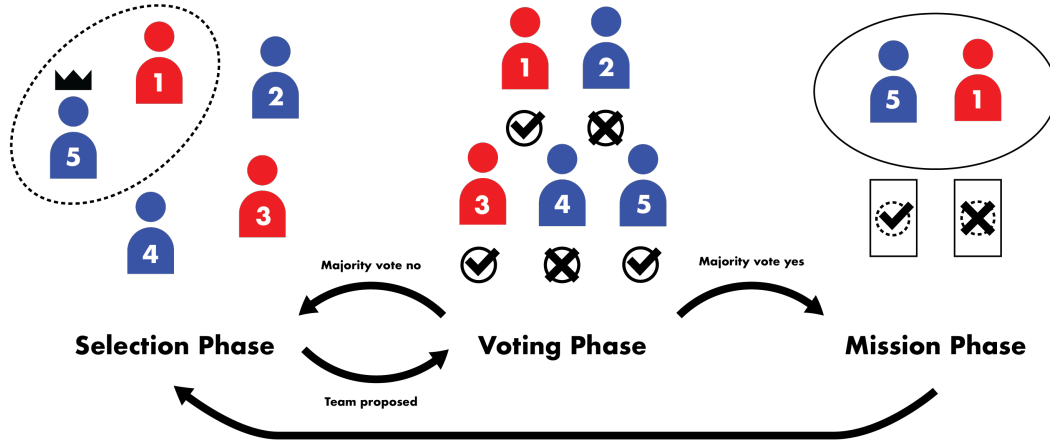 1
2
5
3
4
1
2
3
4
5
5
1
Majority vote no
Majority vote yes
Selection Phase
Voting Phase
Mission Phase
Team proposed